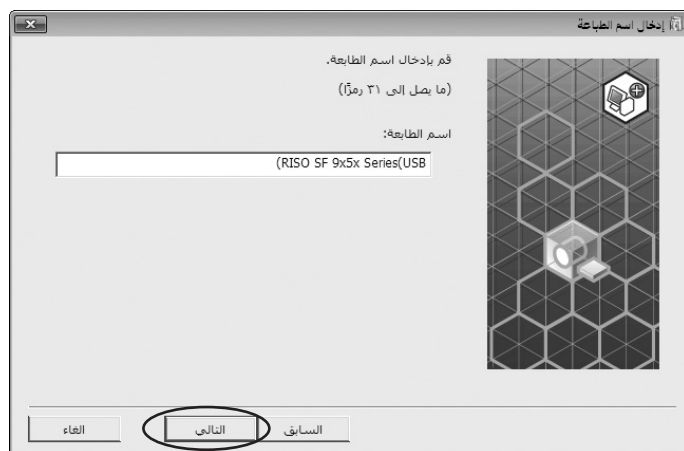 إدخال اسم الطباعة
قم بإدخال اسم الطابعة.
(ما يصل إلى ٣١ رمزًا)
اسم الطابعة:
(RISO SF 9x5x Series(USB
السابق
التالي
الغاء